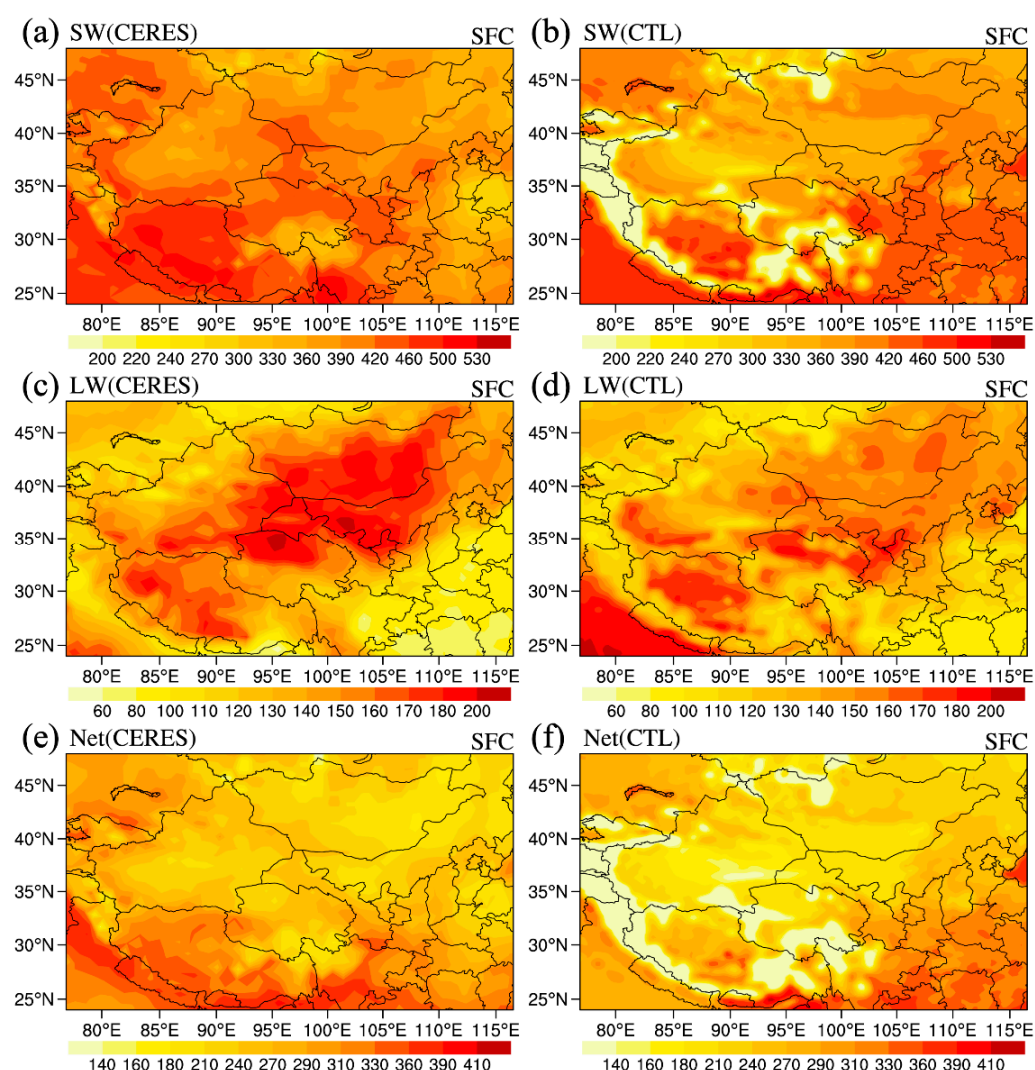 (a) SW(CERES) SFC (b) SW(CTL) SFC
45°N 45°N
40°N 40°N
35°N 35°N
30°N 30°N
25°N 25°N
80°E 85°E 90°E 95°E 100°E 105°E 110°E 115°E 80°E 85°E 90°E 95°E 100°E 105°E 110°E 115°E
200 220 240 270 300 330 360 390 420 460 500 530 200 220 240 270 300 330 360 390 420 460 500 530
(c) LW(CERES) SFC (d) LW(CTL) SFC
45°N 45°N
40°N 40°N
35°N 35°N
30°N 30°N
25°N 25°N
80°E 85°E 90°E 95°E 100°E 105°E 110°E 115°E 80°E 85°E 90°E 95°E 100°E 105°E 110°E 115°E
60 80 100 110 120 130 140 150 160 170 180 200 60 80 100 110 120 130 140 150 160 170 180 200
(e) Net(CERES) SFC (f) Net(CTL) SFC
45°N 45°N
40°N 40°N
35°N 35°N
30°N 30°N
25°N 25°N
80°E 85°E 90°E 95°E 100°E 105°E 110°E 115°E 80°E 85°E 90°E 95°E 100°E 105°E 110°E 115°E
140 160 180 210 240 270 290 310 330 360 390 410 140 160 180 210 240 270 290 310 330 360 390 410